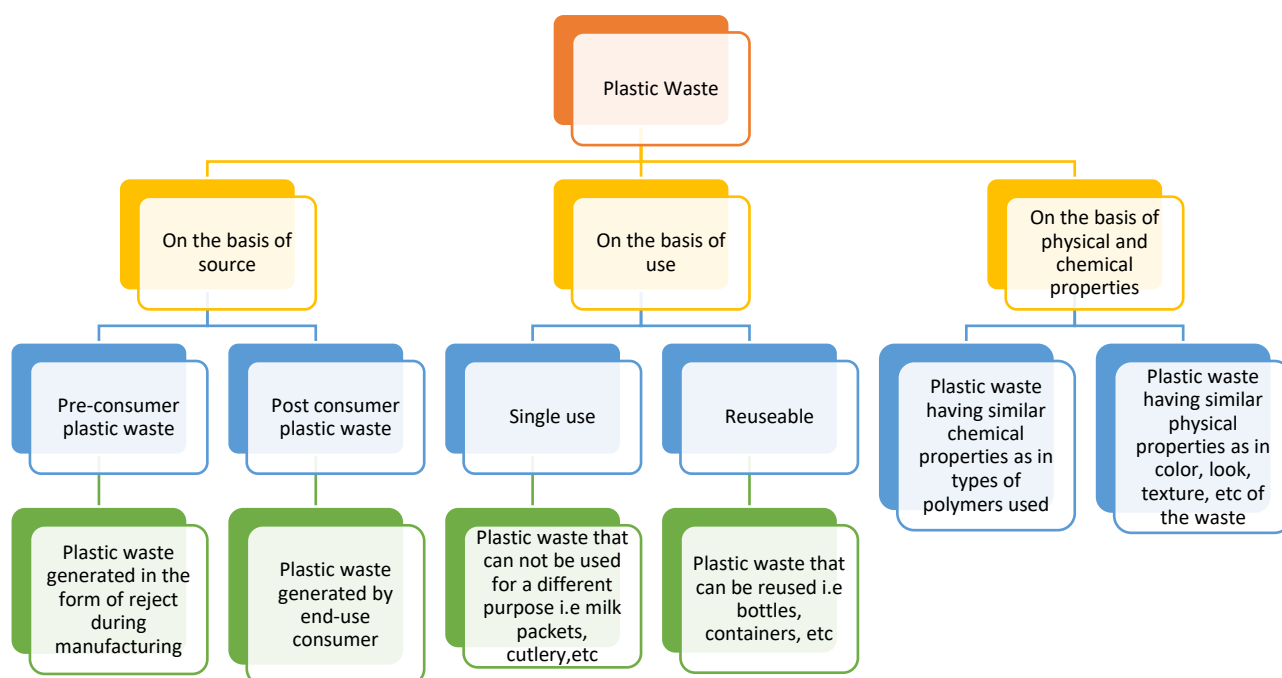 Plastic Waste
On the basis of
source
On the basis of
use
On the basis of
physical and
chemical
properties
Pre-consumer
plastic waste
Post consumer
plastic waste
Single use
Reuseable
Plastic waste
having similar
chemical
properties as in
types of
polymers used
Plastic waste
having similar
physical
properties as in
color, look,
texture, etc of
the waste
Plastic waste
generated in the
form of reject
during
manufacturing
Plastic waste
generated by
end-use
consumer
Plastic waste that
can not be used
for a different
purpose i.e milk
packets,
cutlery,etc
Plastic waste that
can be reused i.e
bottles,
containers, etc